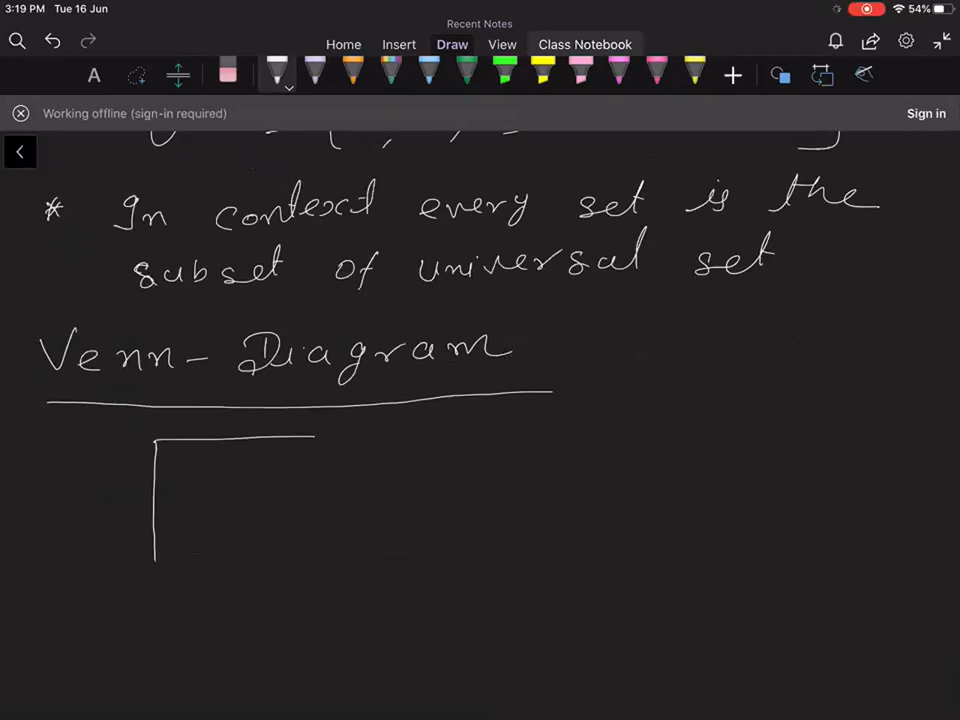 3:19 PM Tue 16 Jun
54%
Recent Notes
Home Insert Draw View Class Notebook
A
Working offline (sign-in required) Sign in
* In context every set is the
subset of universal set
Venn-Diagram